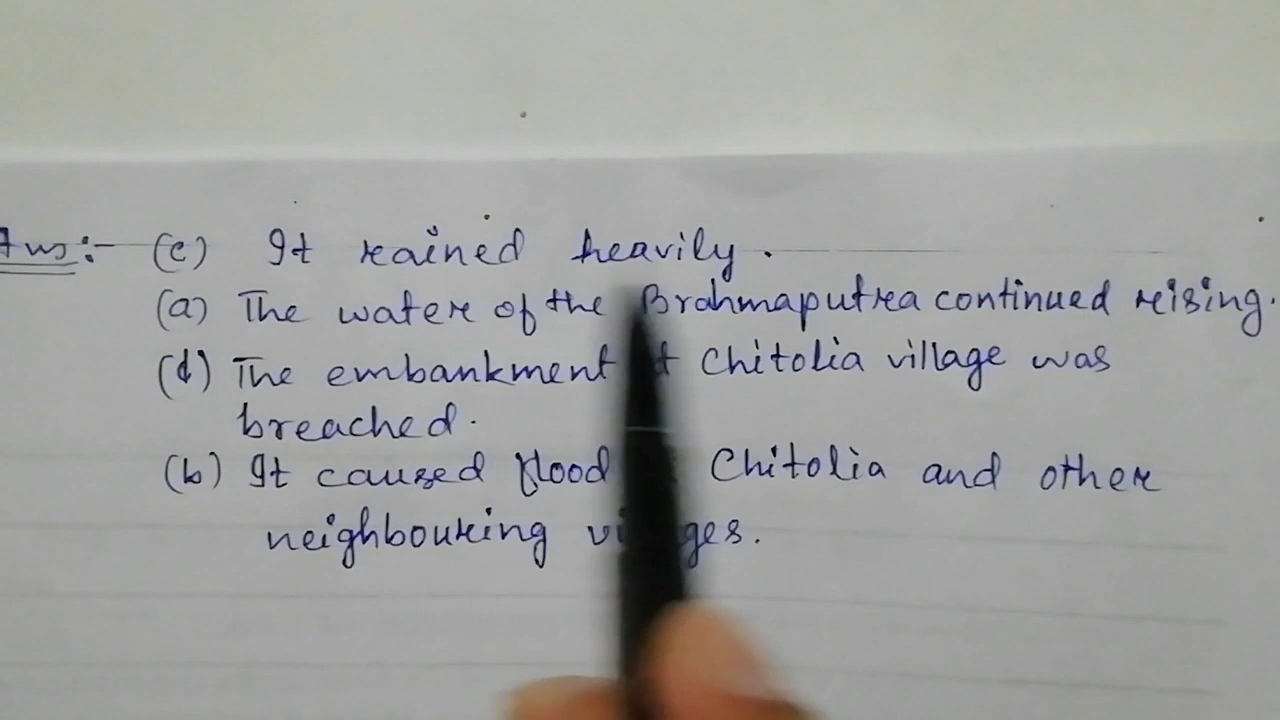 Ans:- (c) It rained heavily.
(a) The water of the Brahmaputra continued rising.
(d) The embankment Chitolia village was
breached.
(b) It caused flood Chitolia and other
neighbouring villages.